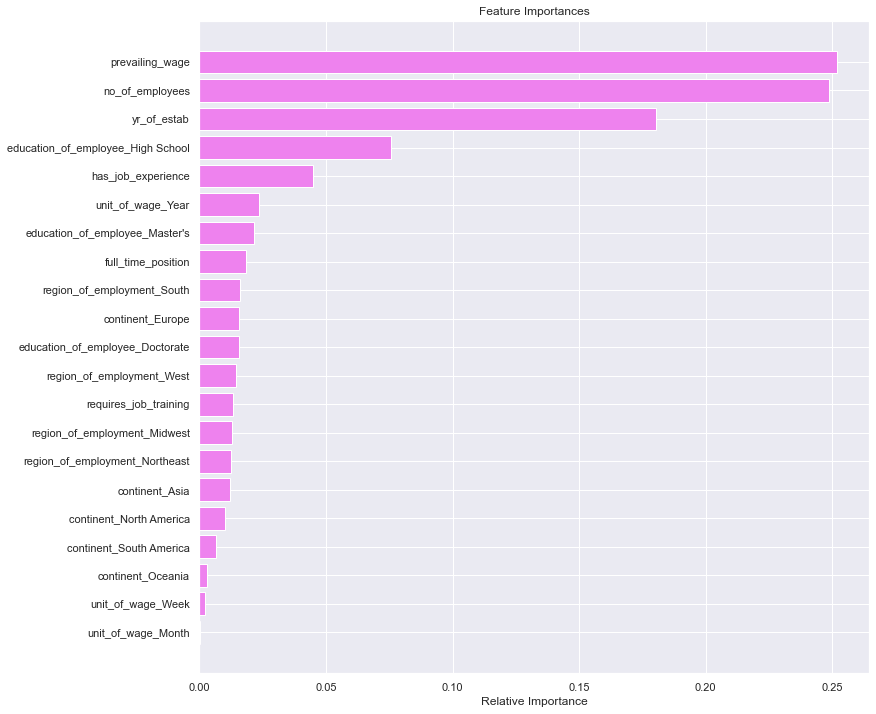 Feature Importances
prevailing_wage
no_of_employees
yr_of_estab
education_of_employee_High School
has_job_experience
unit_of_wage_Year
education_of_employee_Master's
full_time_position
region_of_employment_South
continent_Europe
education_of_employee_Doctorate
region_of_employment_West
requires_job_training
region_of_employment_Midwest
region_of_employment_Northeast
continent_Asia
continent_North America
continent_South America
continent_Oceania
unit_of_wage_Week
unit_of_wage_Month
0.00 0.05 0.10 0.15 0.20 0.25
Relative Importance